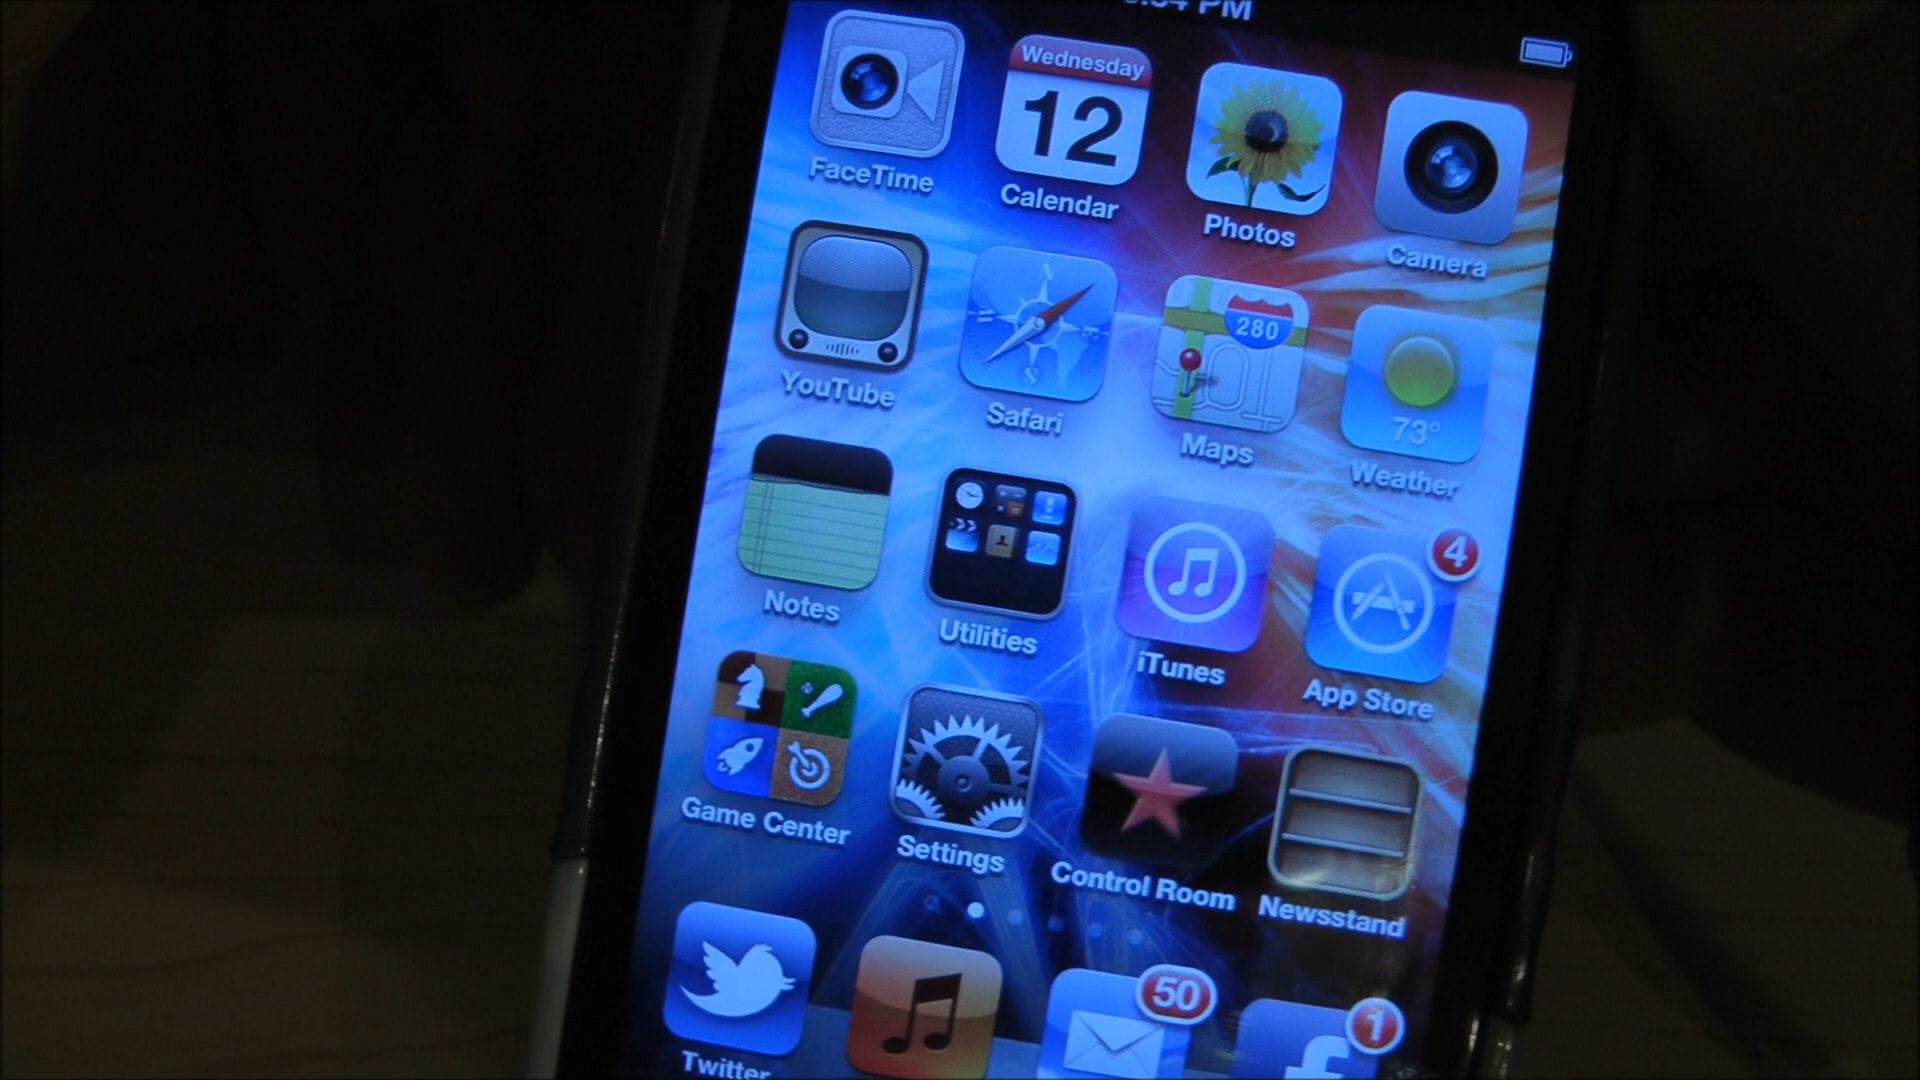 PM
Wednesday
12
FaceTime
Calendar
Photos
Camera
N
S
280
73°
YouTube
Safari
Maps
Weather
4
Notes
Utilities
iTunes
App Store
Game Center
Settings
Control Room
Newsstand
50
1
f
Twitter